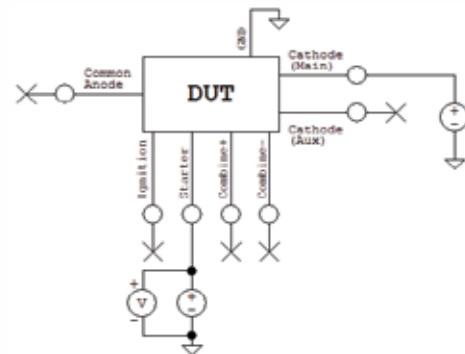 GND
Cathode
(Main)
Common
Anode
DUT
Cathode
(Aux)
Ignition
Starter
Combine+
Combine-
+
-
+
V
-
+
-